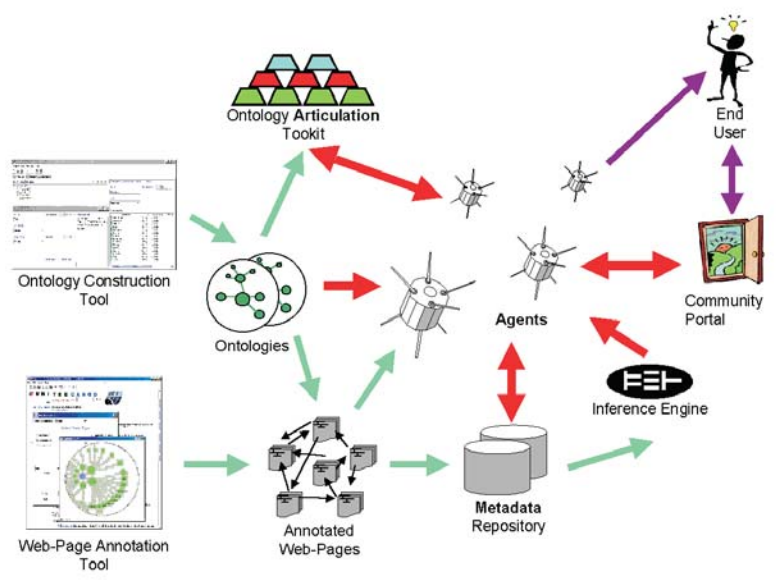 Ontology Articulation
Tookit
End
User
Ontology Construction
Tool
Ontologies
Agents
Community
Portal
Inference Engine
Annotated
Web-Pages
Metadata
Repository
Web-Page Annotation
Tool